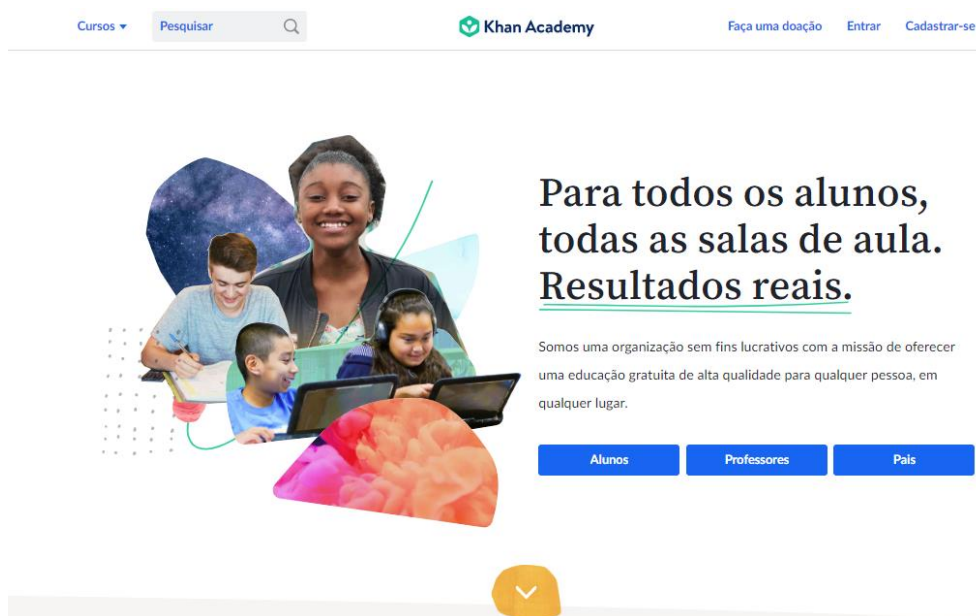 Cursos
Pesquisar
Khan Academy
Faça uma doação
Entrar
Cadastrar-se
Para todos os alunos,
todas as salas de aula.
Resultados reais.
Somos uma organização sem fins lucrativos com a missão de oferecer
uma educação gratuita de alta qualidade para qualquer pessoa, em
qualquer lugar.
Alunos
Professores
Pais